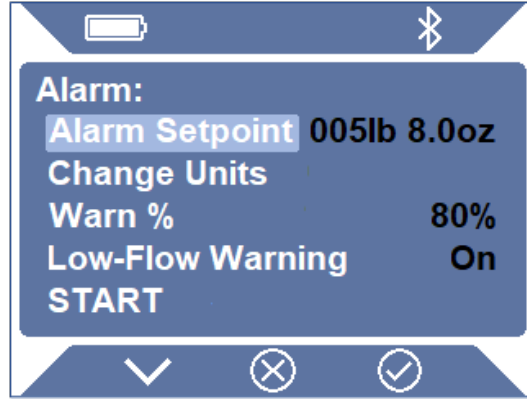 Alarm:
Alarm Setpoint 005lb 8.0oz
Change Units
Warn % 80%
Low-Flow Warning On
START